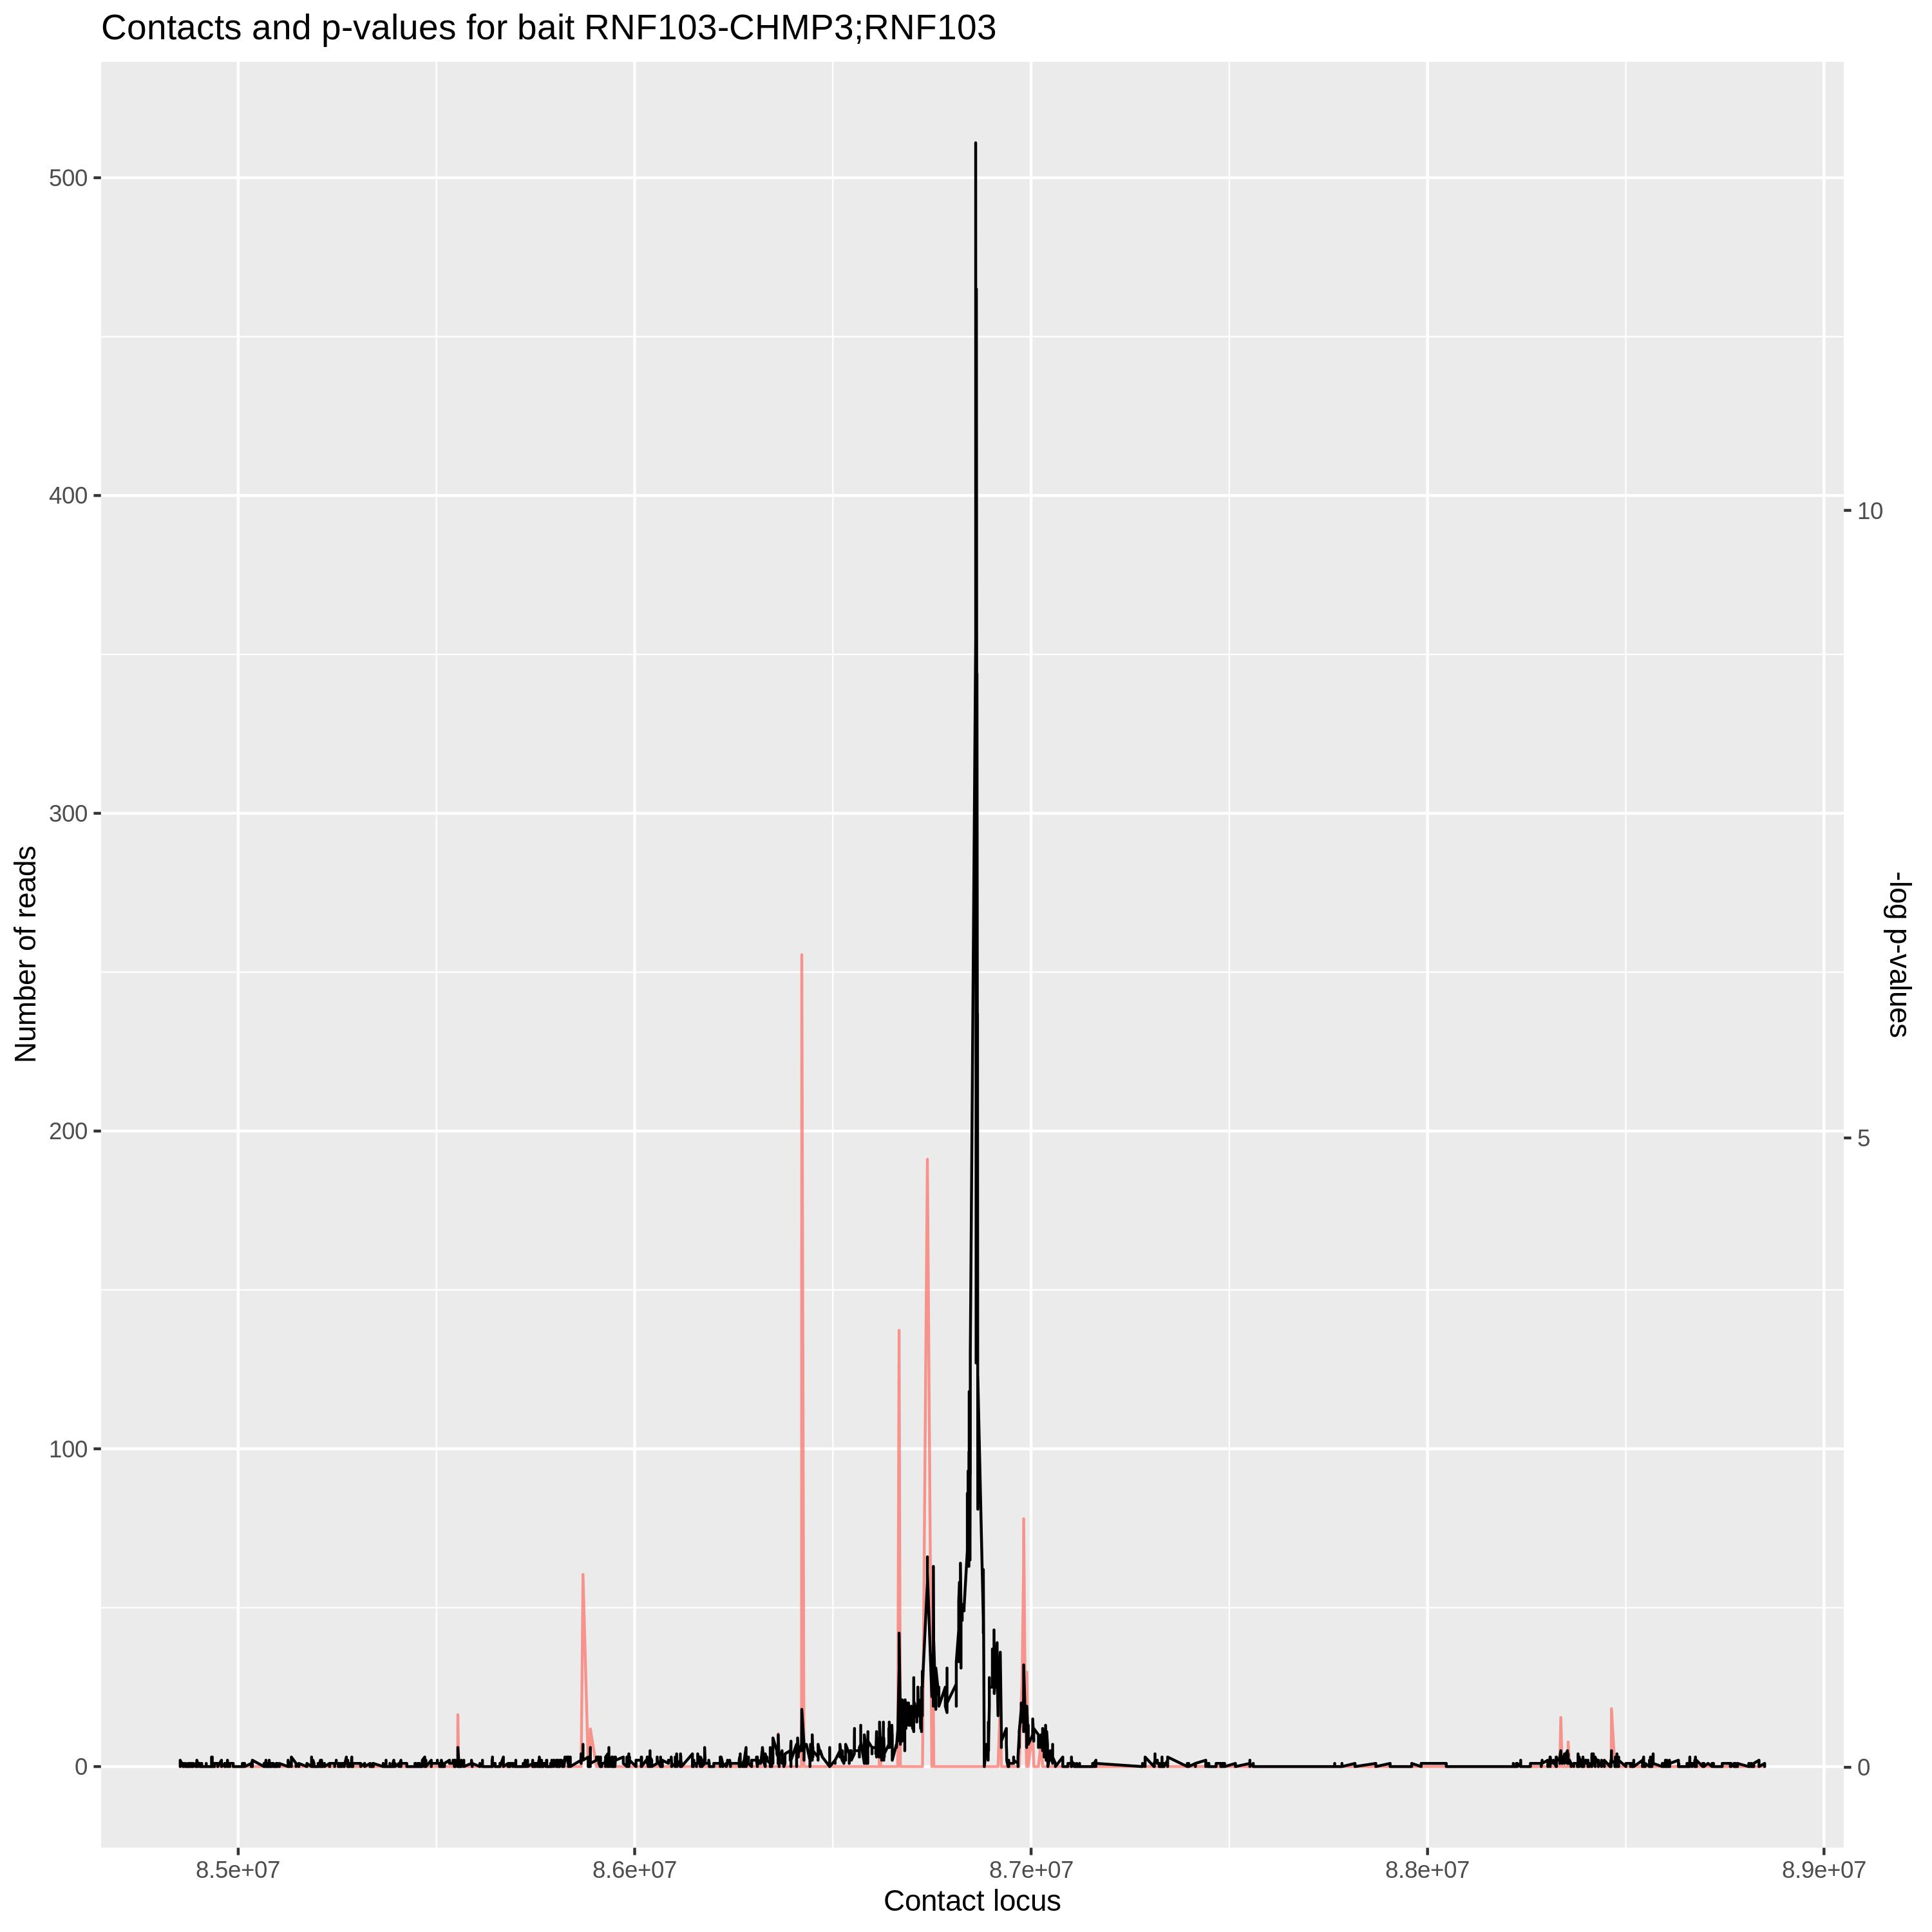 Contacts and p-values for bait RNF103-CHMP3;RNF103
500
400
300
200
100
0
Number of reads
10
5
0
-log p-values
8.5e+07
8.6e+07
8.7e+07
8.8e+07
8.9e+07
Contact locus